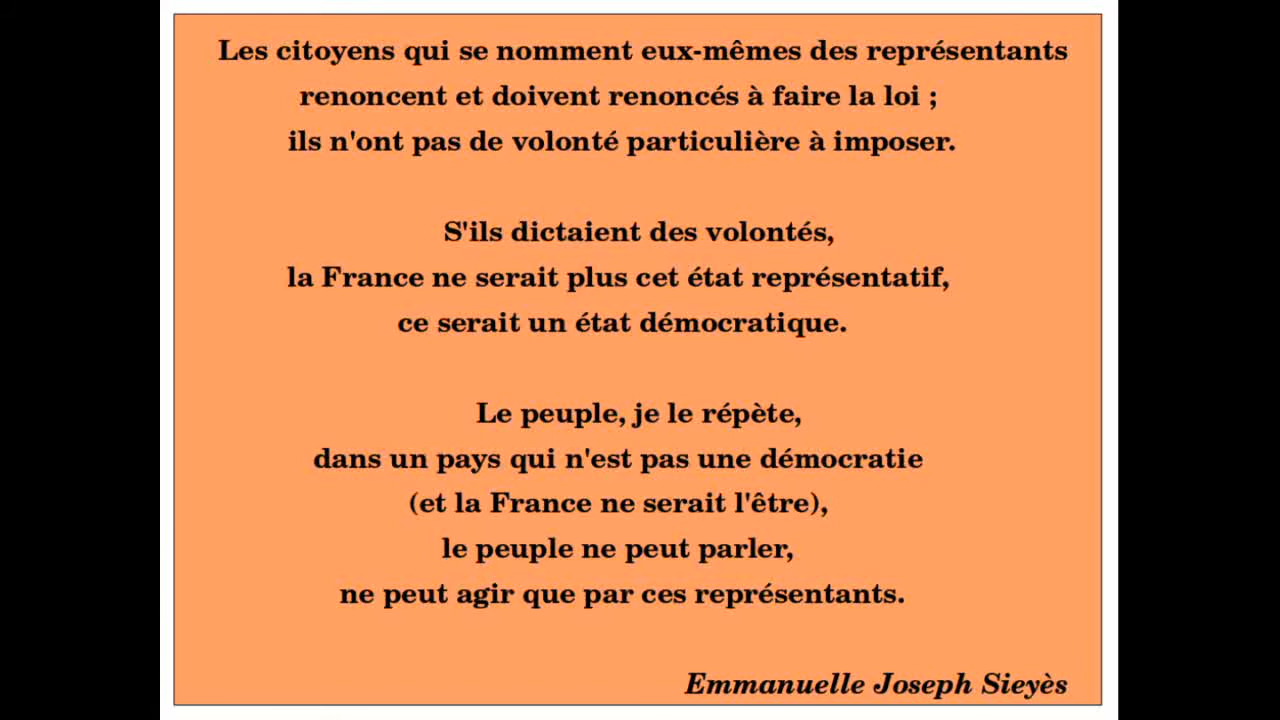 Les citoyens qui se nomment eux-mêmes des représentants
renoncent et doivent renoncés à faire la loi ;
ils n'ont pas de volonté particulière à imposer.
S'ils dictaient des volontés,
la France ne serait plus cet état représentatif,
ce serait un état démocratique.
Le peuple, je le répète,
dans un pays qui n'est pas une démocratie
(et la France ne serait l'être),
le peuple ne peut parler,
ne peut agir que par ces représentants.
Emmanuelle Joseph Sieyès